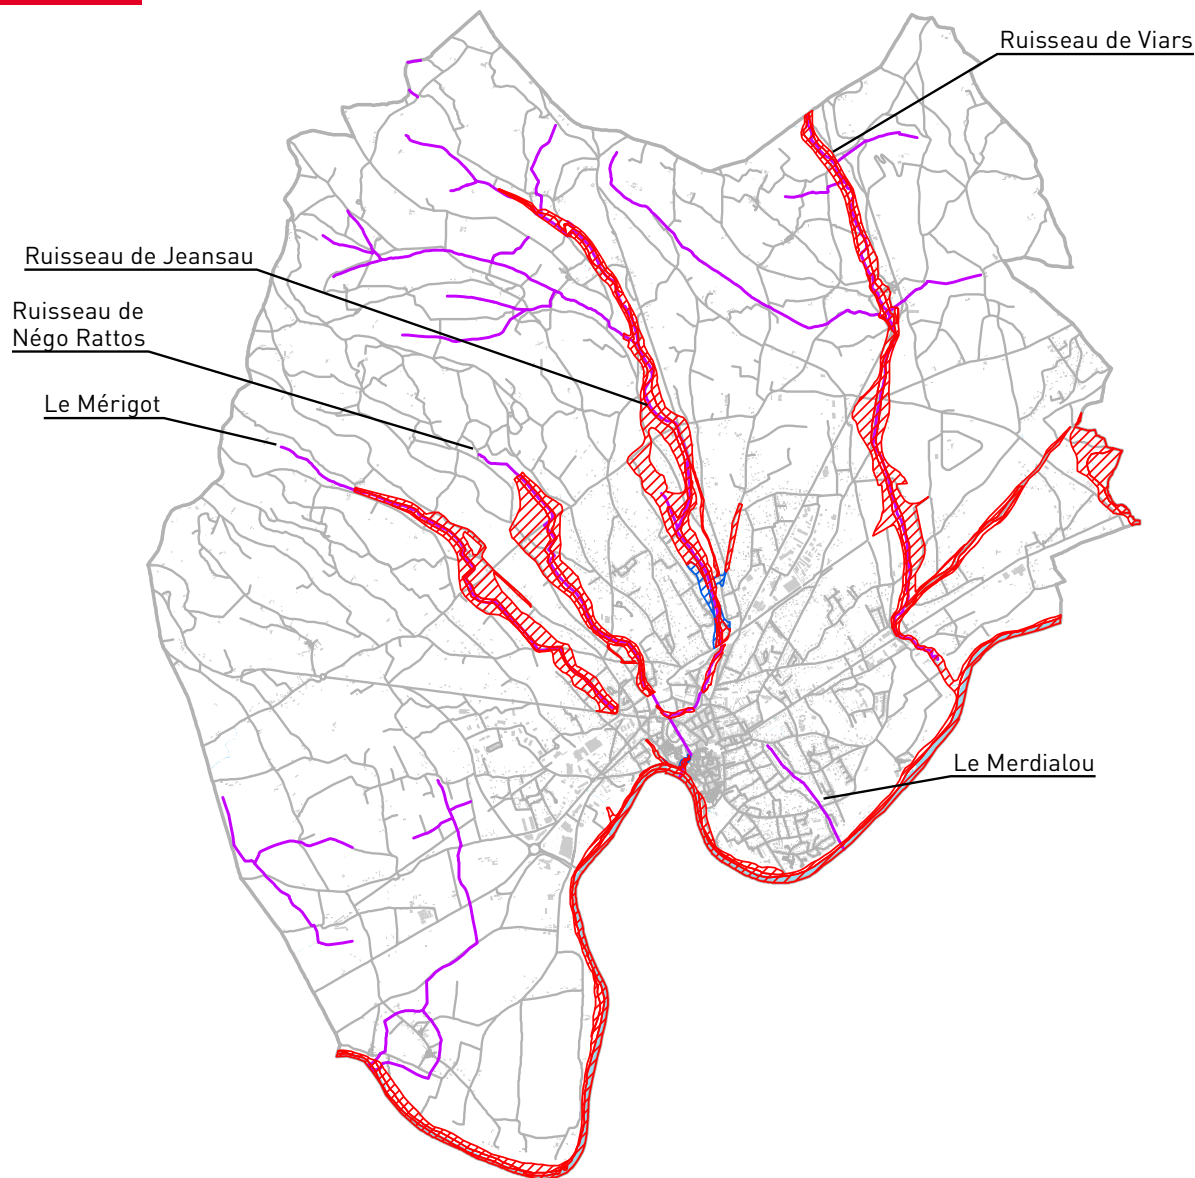 Ruisseau de Viars
Ruisseau de Jeansau
Ruisseau de
Négo Rattos
Le Mérigot
Le Merdialou